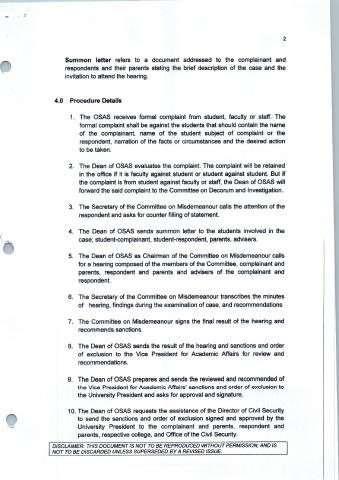 2
Summon letter refers to a document addressed to the complainant and
respondents and their parents stating the brief description of the case and the
invitation to attend the hearing.
4.0 Procedure Details
1. The OSAS receives formal complaint from student, faculty or staff. The
formal complaint shall be against the students that should contain the name
of the complainant, name of the student subject of complaint or the
respondent, narration of the facts or circumstances and the desired action
to be taken.
2. The Dean of OSAS evaluates the complaint. The complaint will be retained
in the office if it is faculty against student or student against student. But if
the complaint is from student against faculty or staff, the Dean of OSAS will
forward the said complaint to the Committee on Decorum and Investigation.
3. The Secretary of the Committee on Misdemeanour calls the attention of the
respondent and asks for counter filling of statement.
4. The Dean of OSAS sends summon letter to the students involved in the
case; student-complainant, student-respondent, parents, advisers.
5. The Dean of OSAS as Chairman of the Committee on Misdemeanour calls
for a hearing composed of the members of the Committee, complainant and
parents, respondent and parents and advisers of the complainant and
respondent.
6. The Secretary of the Committee on Misdemeanour transcribes the minutes
of hearing, findings during the examination of case, and recommendations
7. The Committee on Misdemeanour signs the final result of the hearing and
recommends sanctions.
8. The Dean of OSAS sends the result of the hearing and sanctions and order
of exclusion to the Vice President for Academic Affairs for review and
recommendations.
9. The Dean of OSAS prepares and sends the reviewed and recommended of
the Vice President for Academic Affairs' sanctions and order of exclusion to
the University President and asks for approval and signature.
10. The Dean of OSAS requests the assistance of the Director of Civil Security
to send the sanctions and order of exclusion signed and approved by the
University President to the complainant and parents, respondent and
parents, respective college, and Office of the Civil Security.
DISCLAIMER: THIS DOCUMENT IS NOT TO BE REPRODUCED WITHOUT PERMISSION; AND IS
NOT TO BE DISCARDED UNLESS SUPERSEDED BY A REVISED ISSUE.